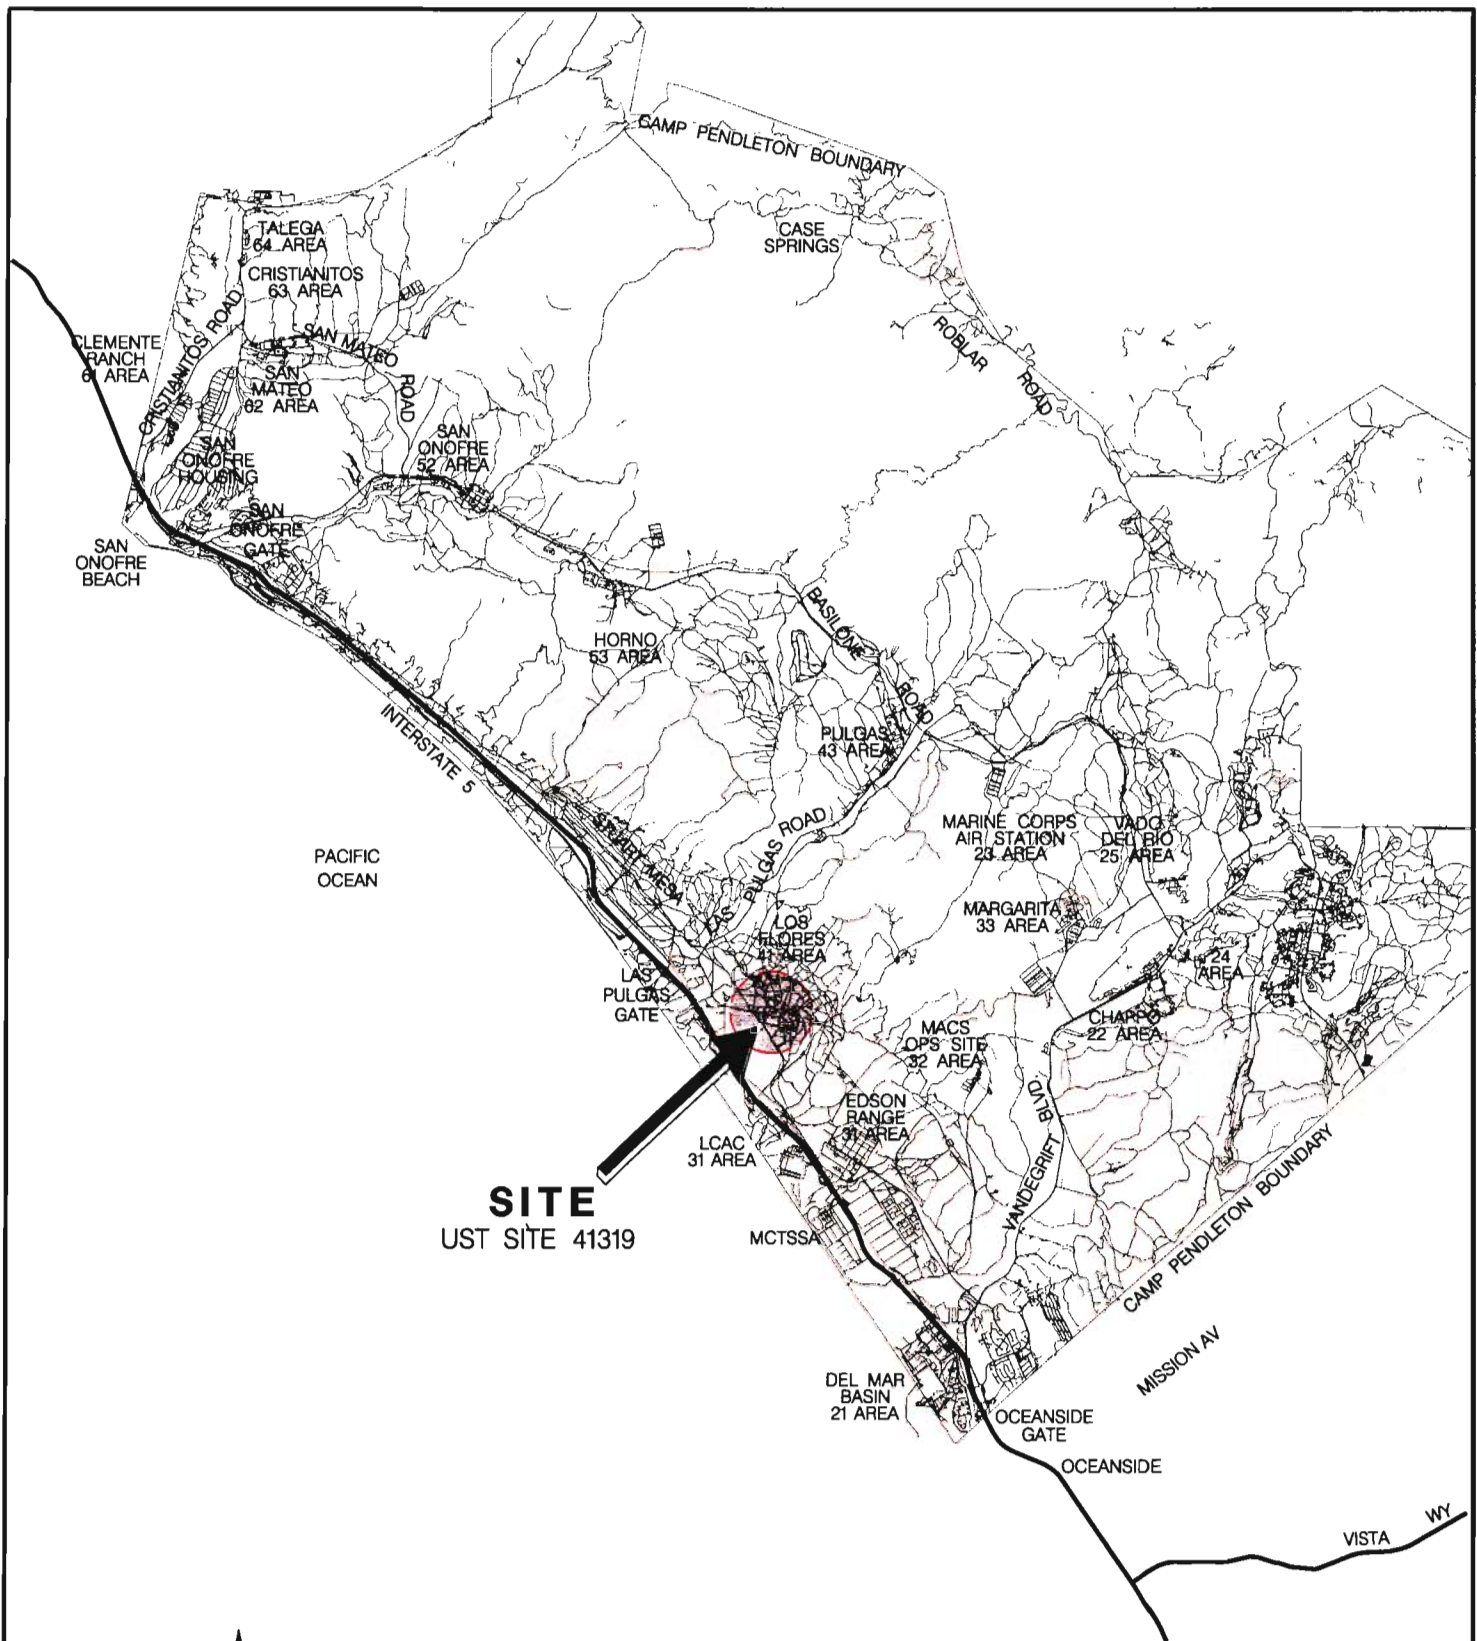 CAMP PENDLETON BOUNDARY
CASE
SPRINGS
TALEGA
64 AREA
CRISTIANITOS
63 AREA
CRISTIANITOS ROAD
SAN MATEO
ROAD
CLEMENTE
RANCH
61 AREA
SAN
MATEO
62 AREA
ROBLAR
ROAD
SAN
ONOFRE
52 AREA
SAN
ONOFRE
HOUSING
SAN
ONOFRE
GATE
SAN
ONOFRE
BEACH
BASILONE
ROAD
HORNO
53 AREA
INTERSTATE 5
PULGAS
43 AREA
STUART MESA
LAS PULGAS ROAD
MARINE CORPS
AIR STATION
23 AREA
VADO
DEL RIO
25 AREA
PACIFIC
OCEAN
MARGARITA
33 AREA
LOS
FLORES
41 AREA
24
AREA
LAS
PULGAS
GATE
CHAPPO
22 AREA
MACS
OPS SITE
32 AREA
EDSON
RANGE
31 AREA
VANDEGRIFT BLVD.
LCAC
31 AREA
SITE
UST SITE 41319
MCTSSA
CAMP PENDLETON BOUNDARY
MISSION AV
DEL MAR
BASIN
21 AREA
OCEANSIDE
GATE
OCEANSIDE
VISTA WY